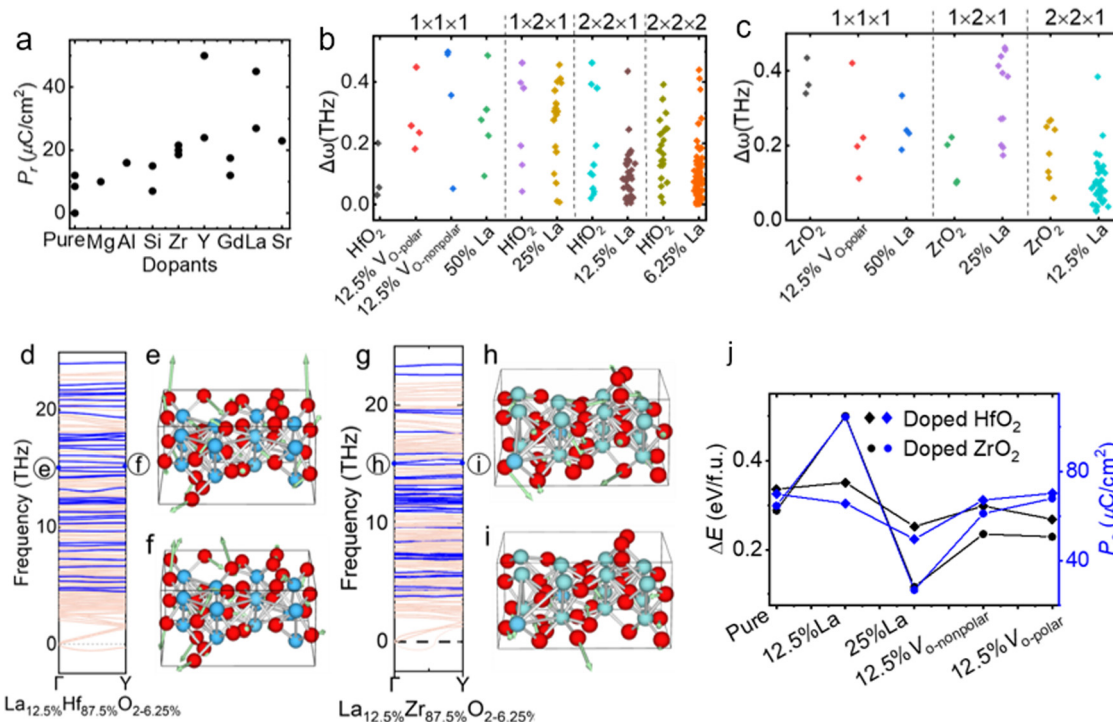 a
P_r (μC/cm²)
40
20
0
Pure Mg Al Si Zr Y Gd La Sr
Dopants
b
1×1×1 1×2×1 2×2×1 2×2×2
Δω(THz)
0.4
0.2
0.0
HfO₂
12.5% V_O-polar
12.5% V_O-nonpolar
50% La
HfO₂
25% La
HfO₂
12.5% La
HfO₂
6.25% La
c
1×1×1 1×2×1 2×2×1
Δω(THz)
0.4
0.2
0.0
ZrO₂
12.5% V_O-polar
50% La
ZrO₂
25% La
ZrO₂
12.5% La
d
Frequency (THz)
20
10
0
e
f
Γ Y
La₁₂.₅%Hf₈₇.₅%O₂₋₆.₂₅%
e
f
g
Frequency (THz)
20
10
0
h
i
Γ Y
La₁₂.₅%Zr₈₇.₅%O₂₋₆.₂₅%
h
i
j
Doped HfO₂
Doped ZrO₂
ΔE (eV/f.u.)
0.4
0.2
80
40
(μC/cm²)
Pure
12.5%La
25%La
12.5%V_O-nonpolar
12.5%V_O-polar